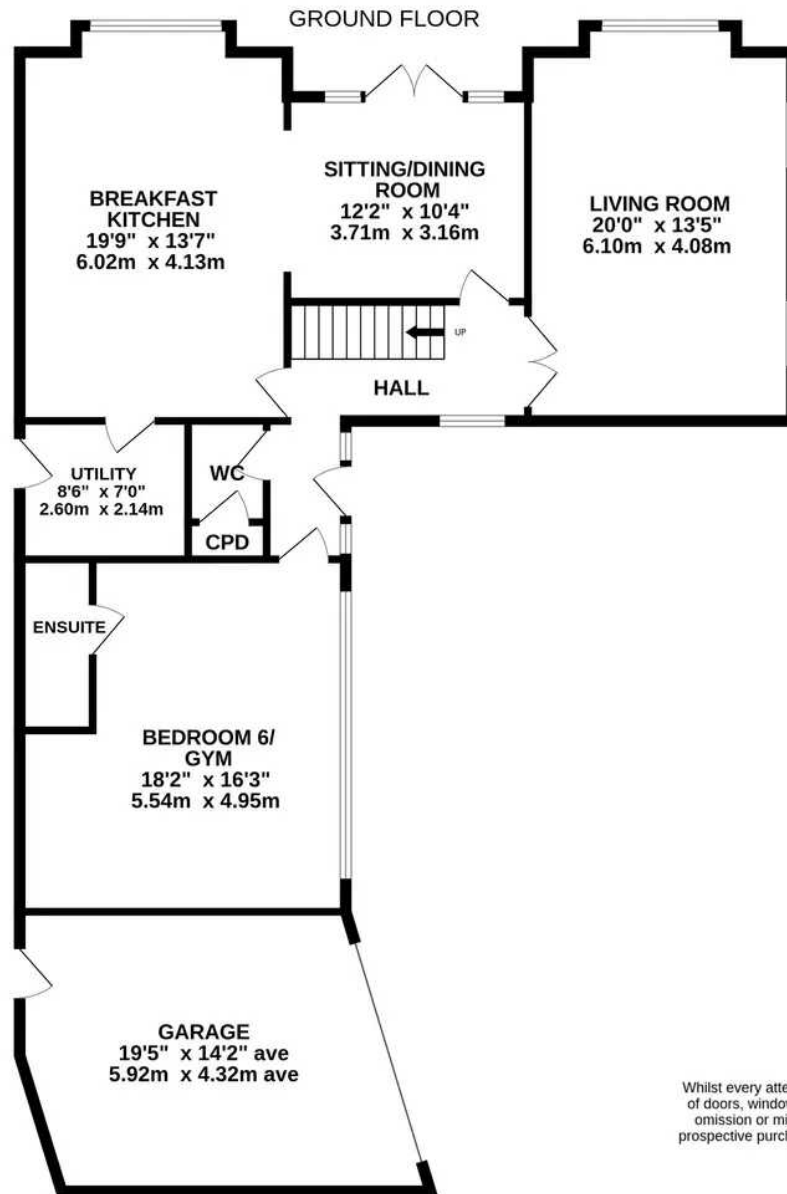 GROUND FLOOR
BREAKFAST
KITCHEN
19'9" x 13'7"
6.02m x 4.13m
SITTING/DINING
ROOM
12'2" x 10'4"
3.71m x 3.16m
LIVING ROOM
20'0" x 13'5"
6.10m x 4.08m
UP
HALL
UTILITY
8'6" x 7'0"
2.60m x 2.14m
WC
CPD
ENSUITE
BEDROOM 6/
GYM
18'2" x 16'3"
5.54m x 4.95m
GARAGE
19'5" x 14'2" ave
5.92m x 4.32m ave
Whilst every atte
of doors, window
omission or mi
prospective purch